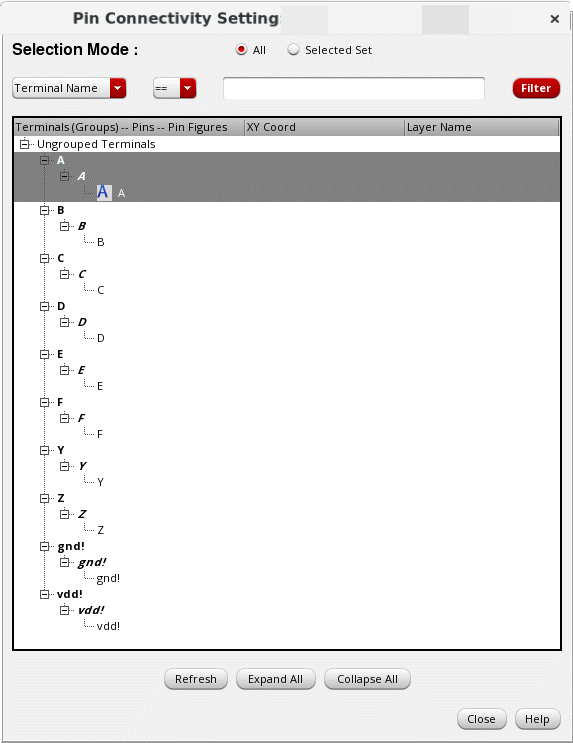 Pin Connectivity Setting
Selection Mode :
All
Selected Set
Terminal Name
==
Filter
Terminals (Groups) -- Pins -- Pin Figures
XY Coord
Layer Name
Ungrouped Terminals
A
A
A A
B
B
B
C
C
C
D
D
D
E
E
E
F
F
F
Y
Y
Y
Z
Z
Z
gnd!
gnd!
gnd!
vdd!
vdd!
vdd!
Refresh
Expand All
Collapse All
Close
Help